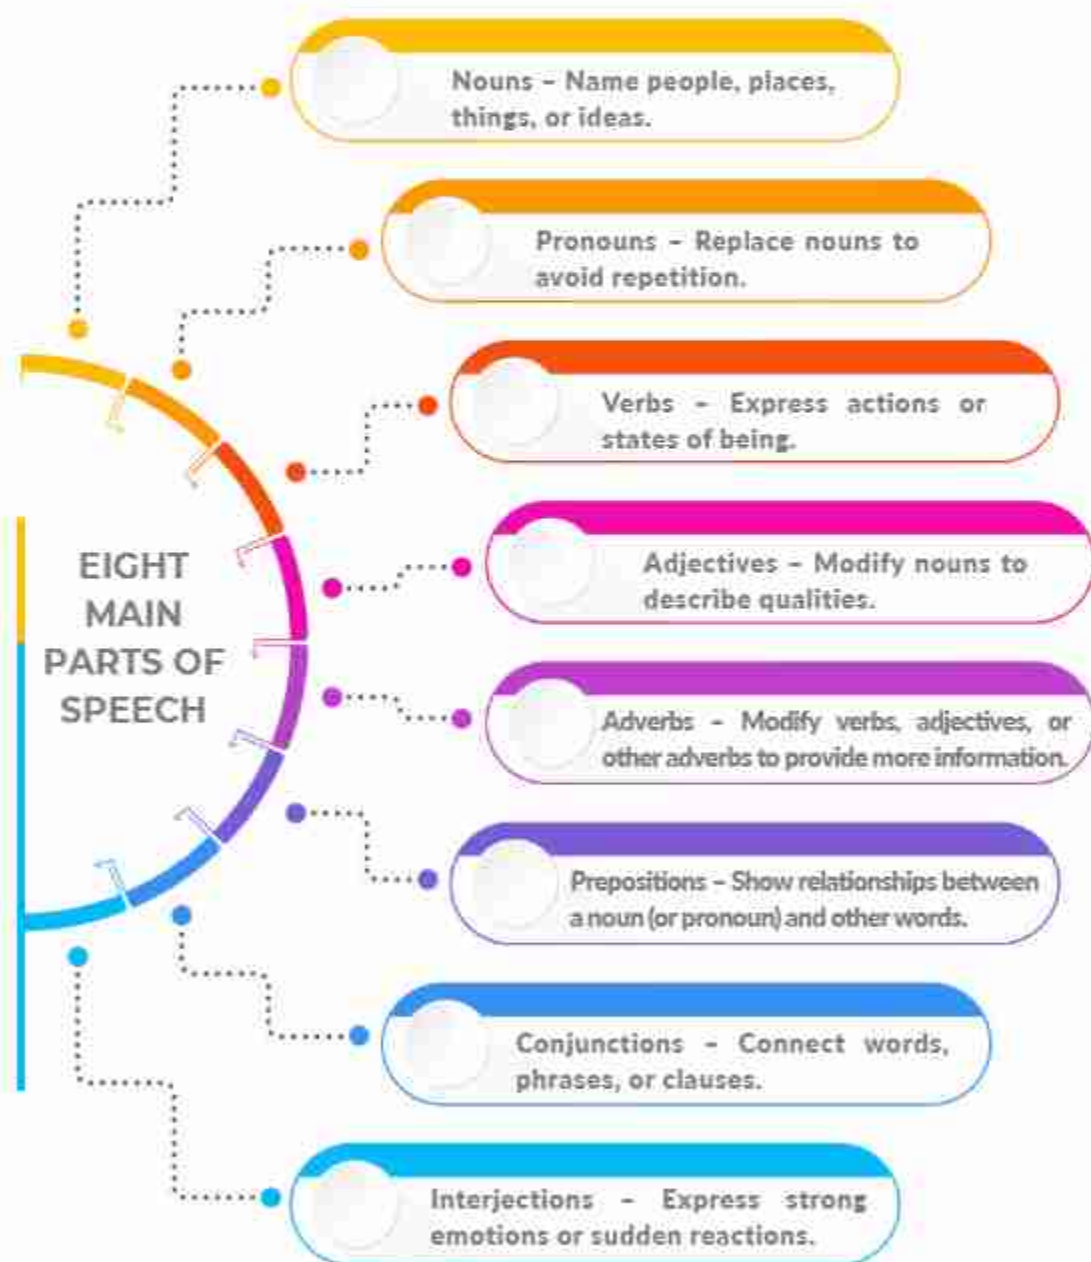 Nouns – Name people, places,
things, or ideas.
Pronouns – Replace nouns to
avoid repetition.
Verbs – Express actions or
states of being.
EIGHT
MAIN
PARTS OF
SPEECH
Adjectives – Modify nouns to
describe qualities.
Adverbs – Modify verbs, adjectives, or
other adverbs to provide more information.
Prepositions – Show relationships between
a noun (or pronoun) and other words.
Conjunctions – Connect words,
phrases, or clauses.
Interjections – Express strong
emotions or sudden reactions.